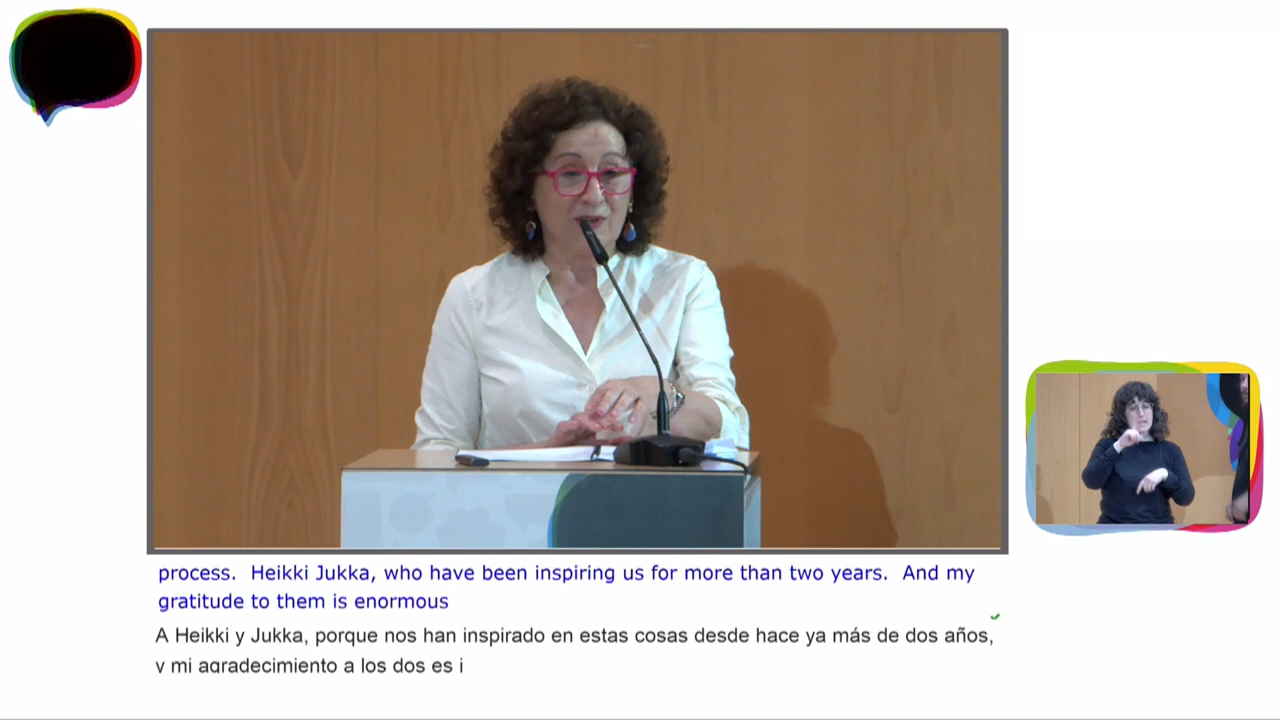 process.  Heikki Jukka, who have been inspiring us for more than two years.  And my
gratitude to them is enormous
A Heikki y Jukka, porque nos han inspirado en estas cosas desde hace ya más de dos años,
y mi agradecimiento a los dos es i